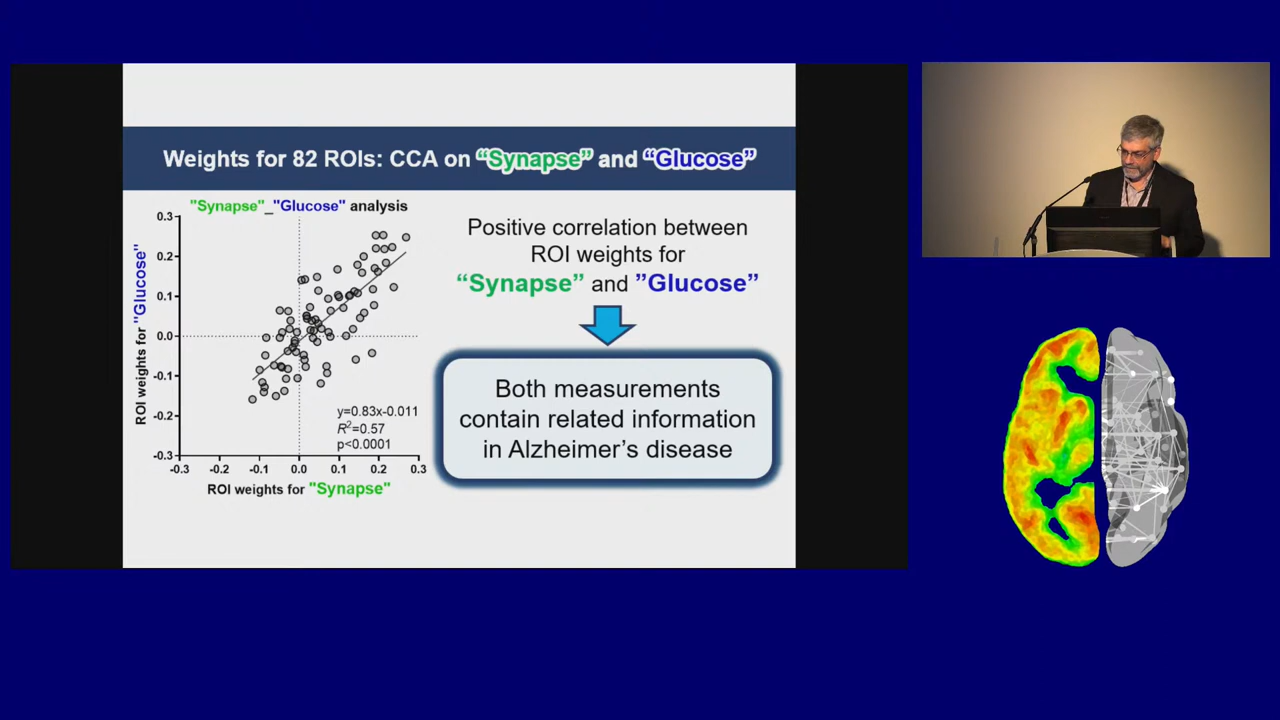 Weights for 82 ROIs: CCA on “Synapse” and “Glucose”
"Synapse"_"Glucose" analysis
ROI weights for "Glucose"
0.3
0.2
0.1
0.0
-0.1
-0.2
-0.3
y=0.83x-0.011
R²=0.57
p<0.0001
-0.3 -0.2 -0.1 0.0 0.1 0.2 0.3
ROI weights for "Synapse"
Positive correlation between
ROI weights for
“Synapse” and ”Glucose”
Both measurements
contain related information
in Alzheimer’s disease